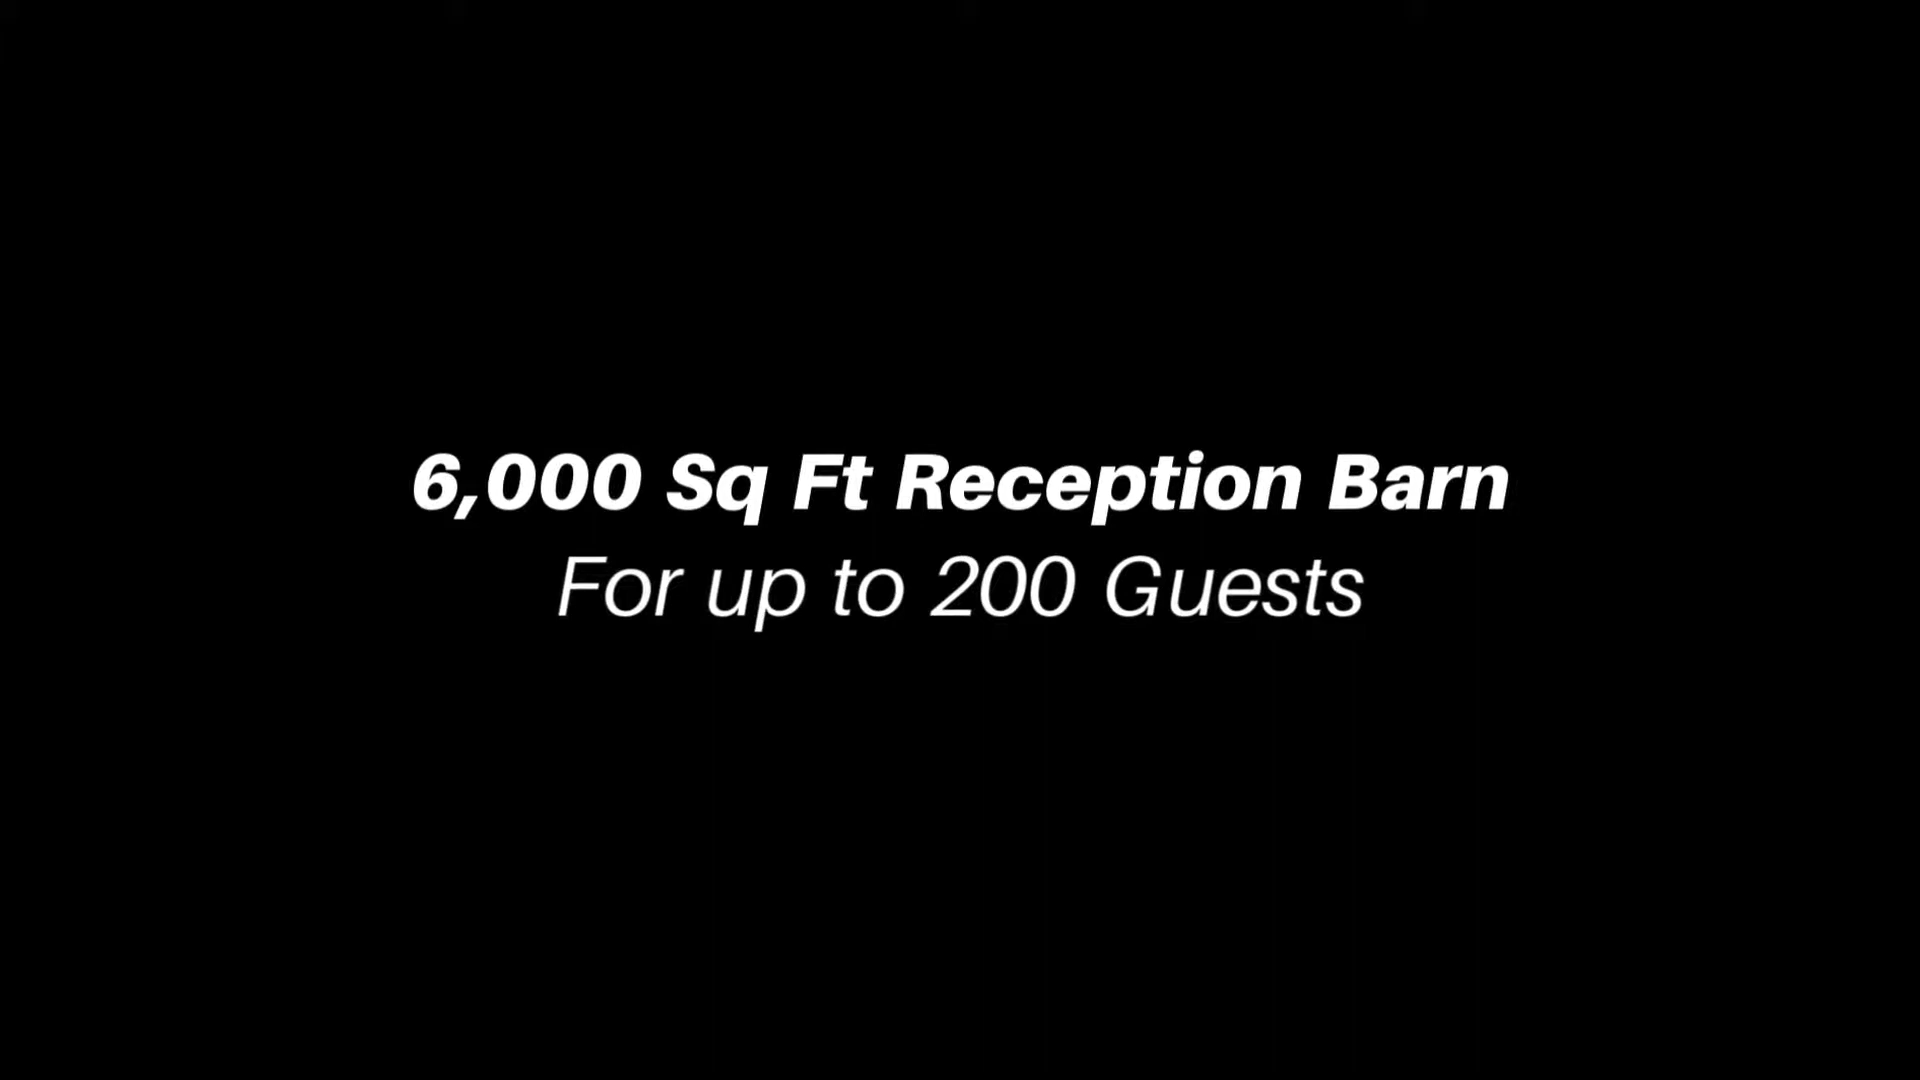 6,000 Sq Ft Reception Barn
For up to 200 Guests